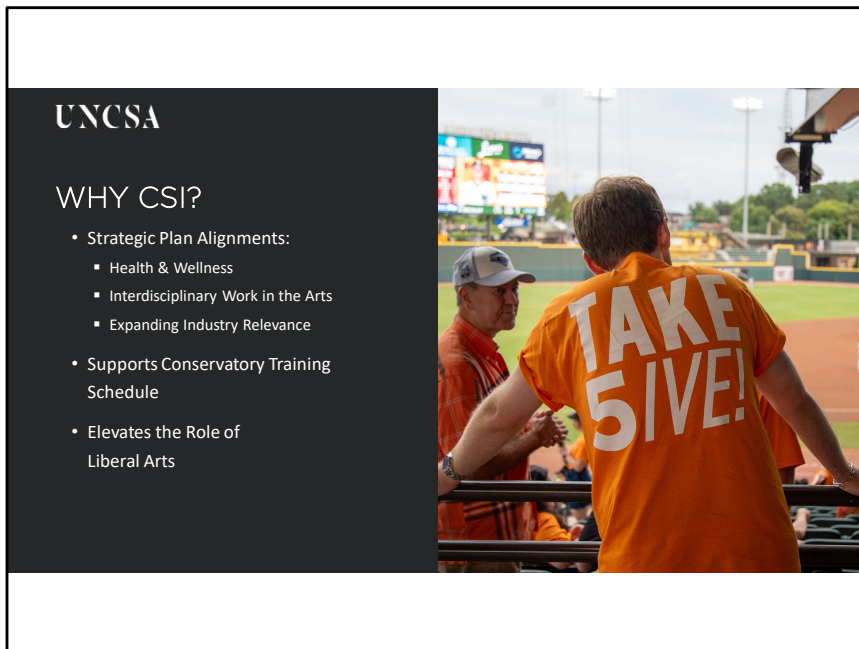 UNCSA
WHY CSI?
• Strategic Plan Alignments:
▪ Health & Wellness
▪ Interdisciplinary Work in the Arts
▪ Expanding Industry Relevance
• Supports Conservatory Training
Schedule
• Elevates the Role of
Liberal Arts
TAKE
5IVE!